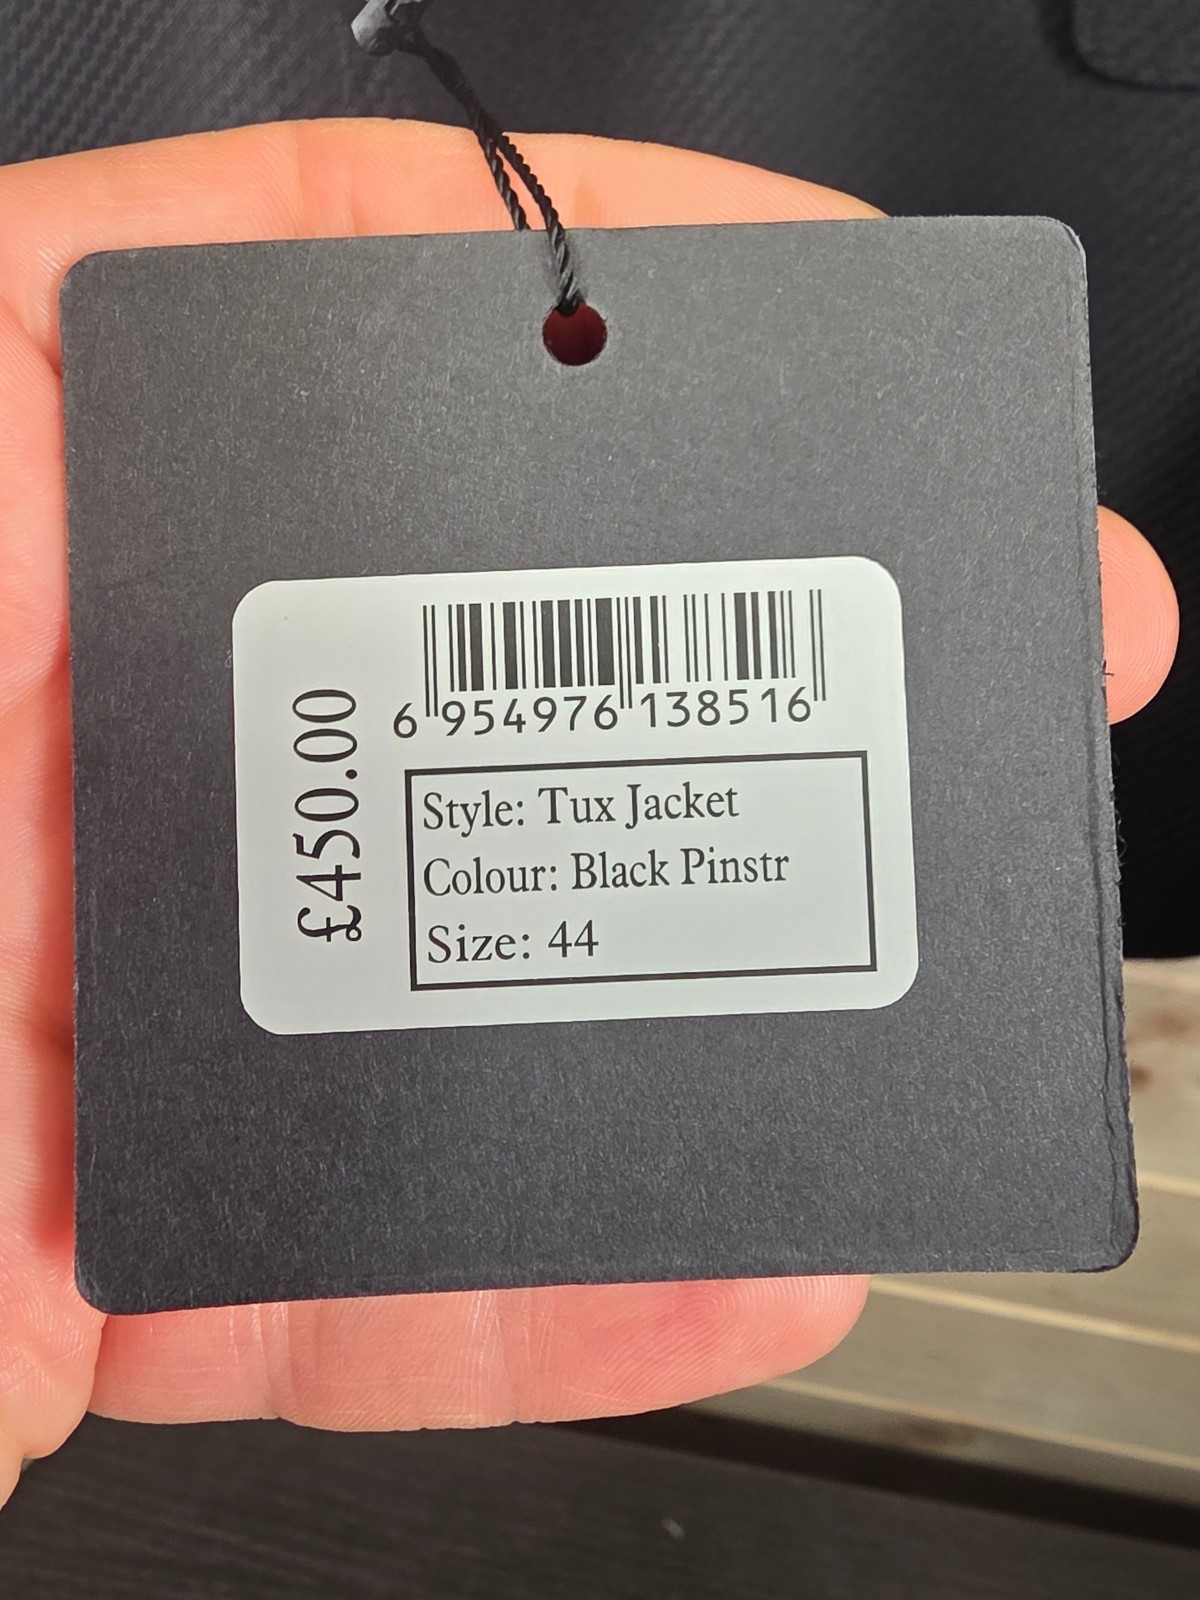 £450.00
6 954976 138516
Style: Tux Jacket
Colour: Black Pinstr
Size: 44